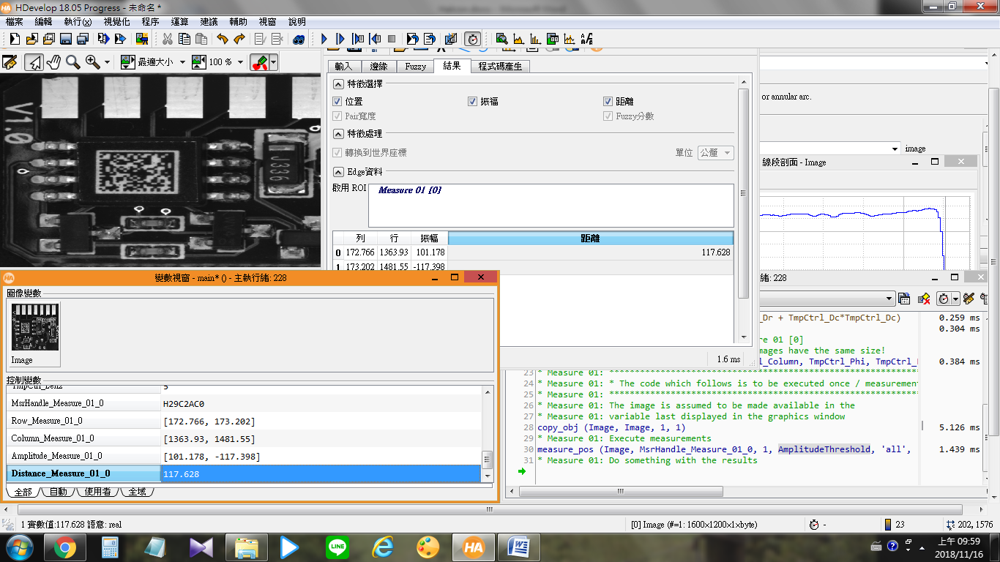 HDevelop 18.05 Progress - 未命名 *
檔案 編輯 執行(x) 視覺化 程序 運算 建議 輔助 視窗 說明
最適大小 100 %
輸入 邊緣 Fuzzy 結果 程式碼產生
特徵選擇
位置 振福 距離
Pair寬度 Fuzzy分數
特徵處理
轉換到世界座標 單位 公釐
Edge資料
啟用 ROI Measure 01 [0]
列 行 振幅 距離
0 172.766 1363.93 101.178 117.628
1 173.202 1481.55 -117.398
1.6 ms
V1.0
J336
or annular arc.
image
線段剖面 - Image
變數視窗 - main* () - 主執行緒: 228
圖像變數
Image
控制變數
TmpCtrl_Len2 5
MsrHandle_Measure_01_0 H29C2AC0
Row_Measure_01_0 [172.766, 173.202]
Column_Measure_01_0 [1363.93, 1481.55]
Amplitude_Measure_01_0 [101.178, -117.398]
Distance_Measure_01_0 117.628
全部 自動 使用者 全域
緒: 228
_Dr + TmpCtrl_Dc*TmpCtrl_Dc) 0.259 ms
0.304 ms
re 01 [0]
mages have the same size!
l_Column, TmpCtrl_Phi, TmpCtrl_ 0.384 ms
23 * Measure 01: ********************************************************
24 * Measure 01: * The code which follows is to be executed once / measuremen
25 * Measure 01: ********************************************************
26 * Measure 01: The image is assumed to be made available in the
27 * Measure 01: variable last displayed in the graphics window
28 copy_obj (Image, Image, 1, 1) 5.126 ms
29 * Measure 01: Execute measurements
30 measure_pos (Image, MsrHandle_Measure_01_0, 1, AmplitudeThreshold, 'all', 1.439 ms
31 * Measure 01: Do something with the results
1 實數值:117.628 語意: real
[0] Image (#=1: 1600×1200×1×byte) - 23 202, 1576
LINE
上午 09:59
2018/11/16